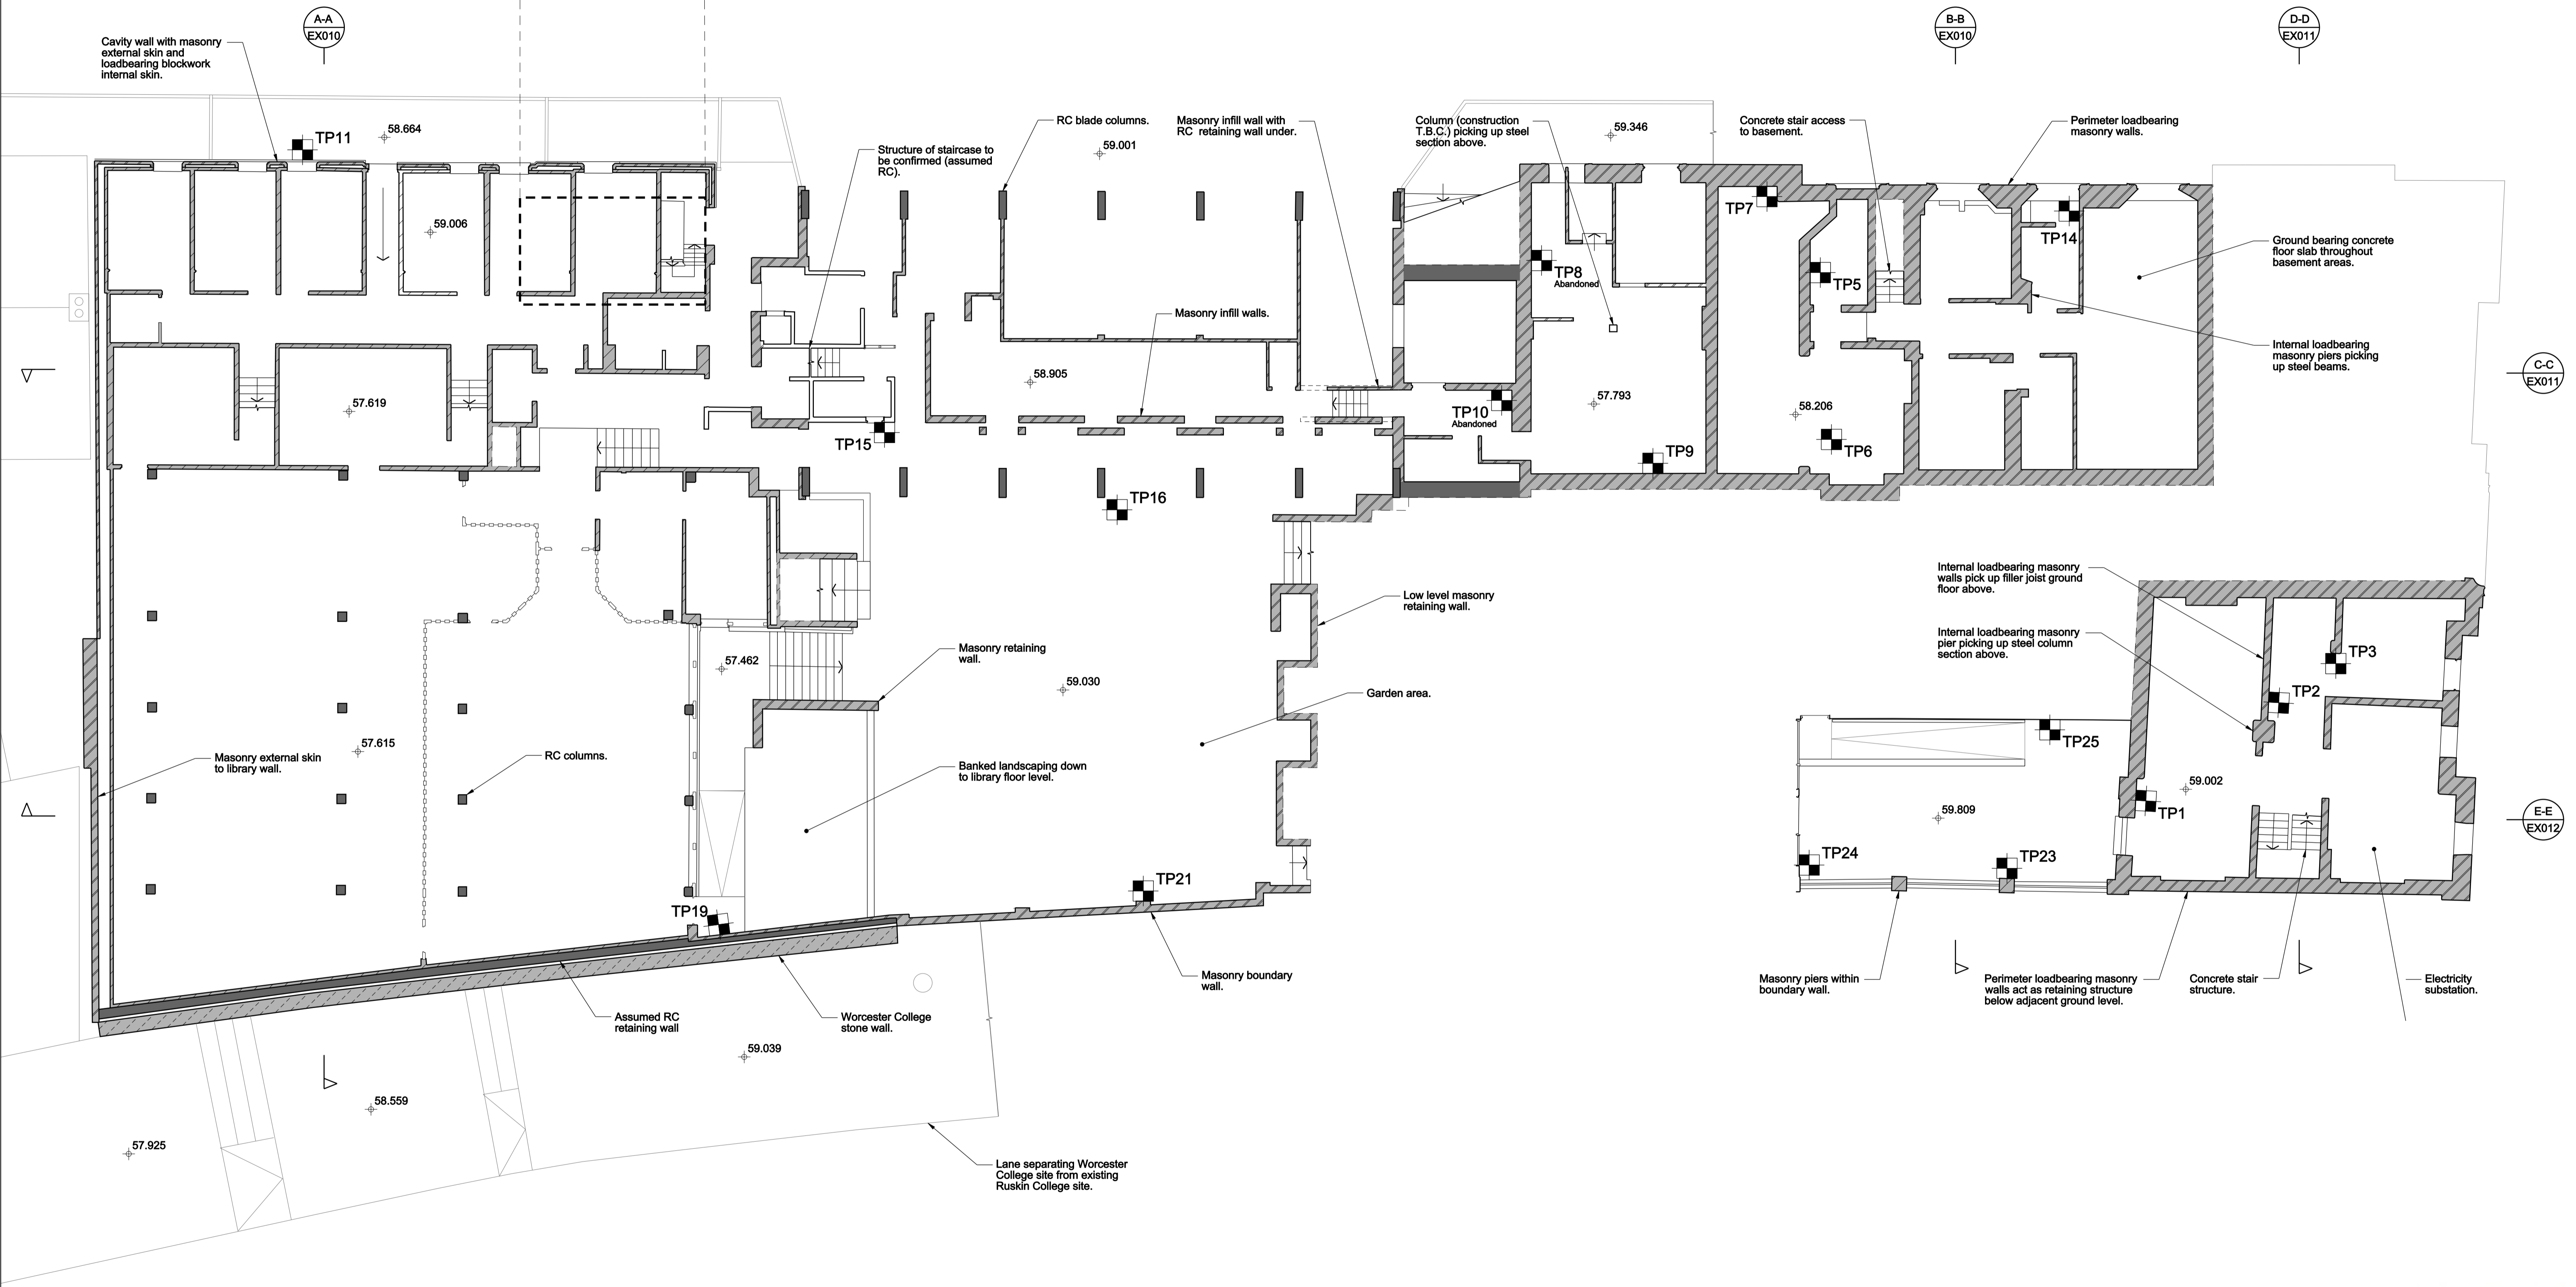 A-A
EX010
B-B
EX010
D-D
EX011
Cavity wall with masonry
external skin and
loadbearing blockwork
internal skin.
TP11
58.664
Structure of staircase to
be confirmed (assumed
RC).
RC blade columns.
59.001
Masonry infill wall with
RC retaining wall under.
Column (construction
T.B.C.) picking up steel
section above.
59.346
Concrete stair access
to basement.
Perimeter loadbearing
masonry walls.
59.006
TP7
TP14
TP8
Abandoned
TP5
Ground bearing concrete
floor slab throughout
basement areas.
Masonry infill walls.
Internal loadbearing
masonry piers picking
up steel beams.
C-C
EX011
58.905
57.619
TP10
Abandoned
57.793
58.206
TP15
TP9
TP6
TP16
Internal loadbearing masonry
walls pick up filler joist ground
floor above.
Low level masonry
retaining wall.
Internal loadbearing masonry
pier picking up steel column
section above.
Masonry retaining
wall.
57.462
TP3
59.030
Garden area.
TP2
TP25
57.615
Masonry external skin
to library wall.
RC columns.
Banked landscaping down
to library floor level.
59.002
TP1
59.809
E-E
EX012
TP24
TP23
TP21
TP19
Masonry boundary
wall.
Masonry piers within
boundary wall.
Perimeter loadbearing masonry
walls act as retaining structure
below adjacent ground level.
Concrete stair
structure.
Electricity
substation.
Assumed RC
retaining wall
Worcester College
stone wall.
59.039
58.559
57.925
Lane separating Worcester
College site from existing
Ruskin College site.